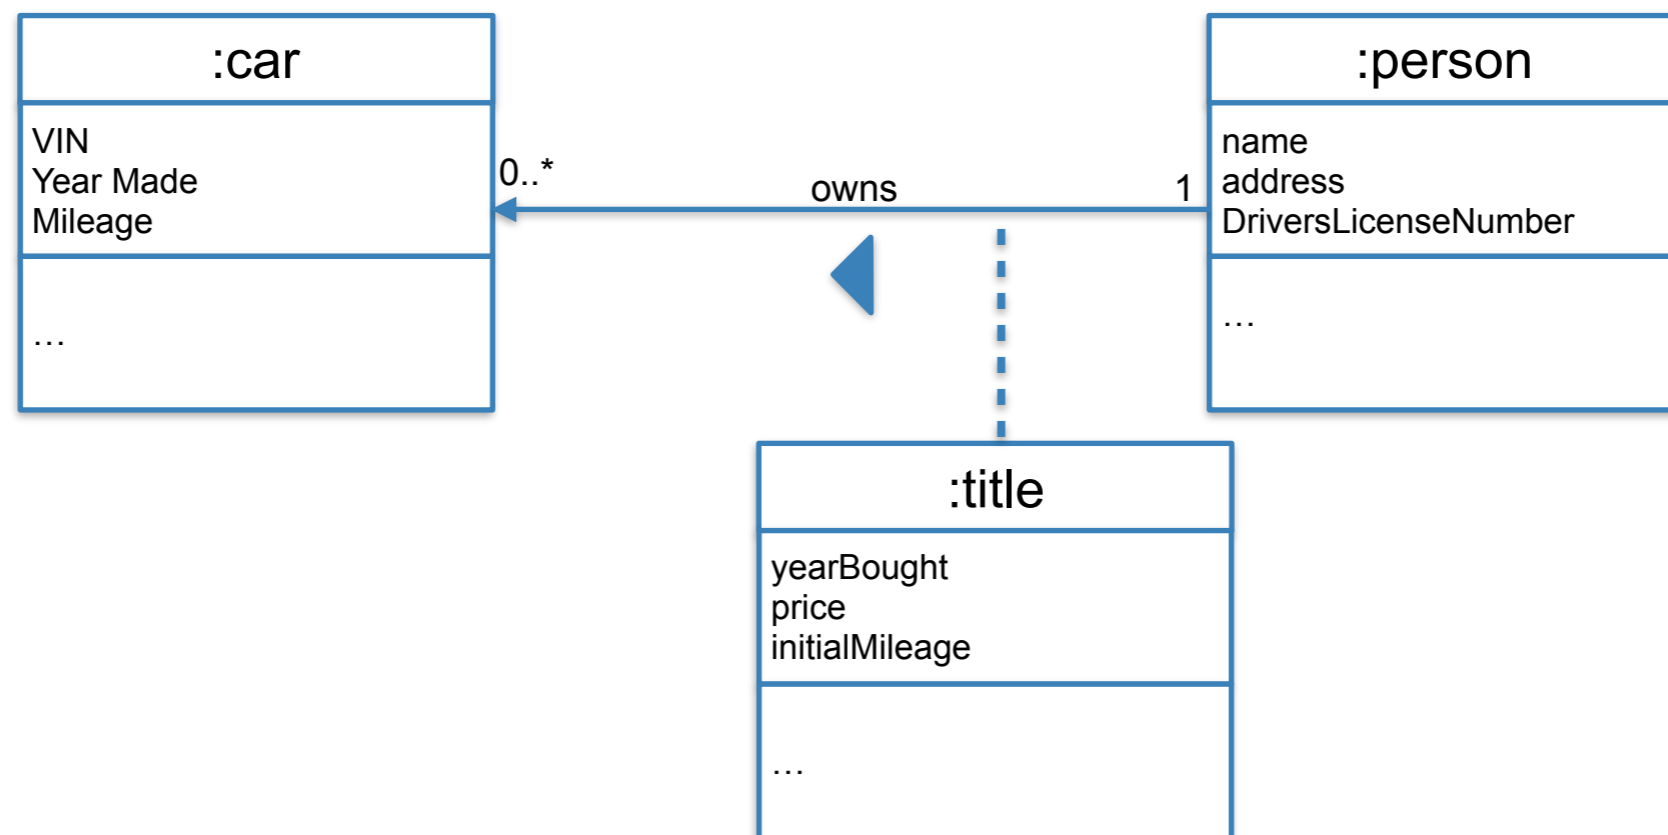 :car
VIN
Year Made
Mileage
…
0..*
owns
1
:person
name
address
DriversLicenseNumber
…
:title
yearBought
price
initialMileage
…